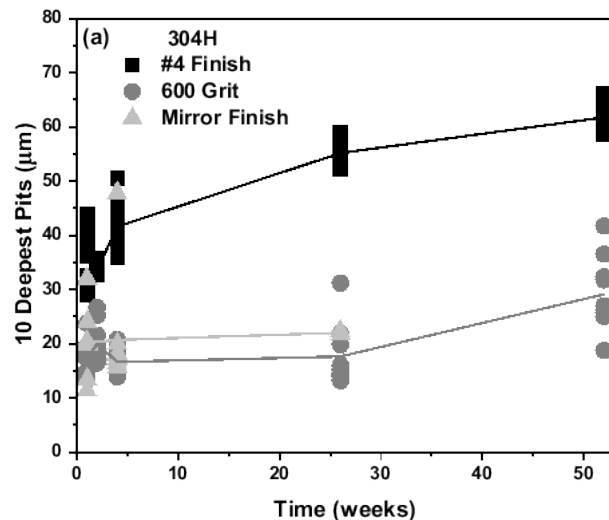 80
(a)
304H
#4 Finish
70
600 Grit
Mirror Finish
60
50
40
30
20
10
0
10 Deepest Pits (µm)
0 10 20 30 40 50
Time (weeks)